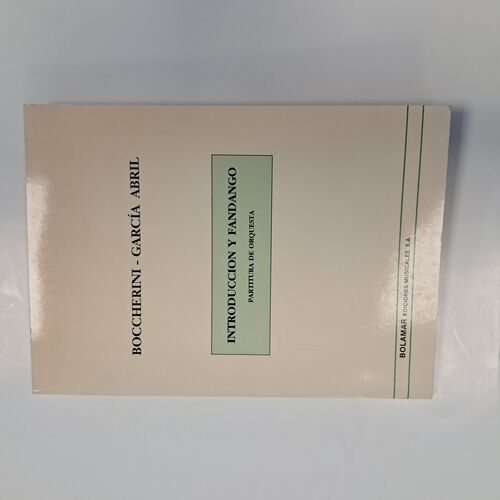 BOCCHERINI - GARCÍA ABRIL
INTRODUCCION Y FANDANGO
PARTITURA DE ORQUESTA
BOLAMAR EDICIONES MUSICALES S.A.